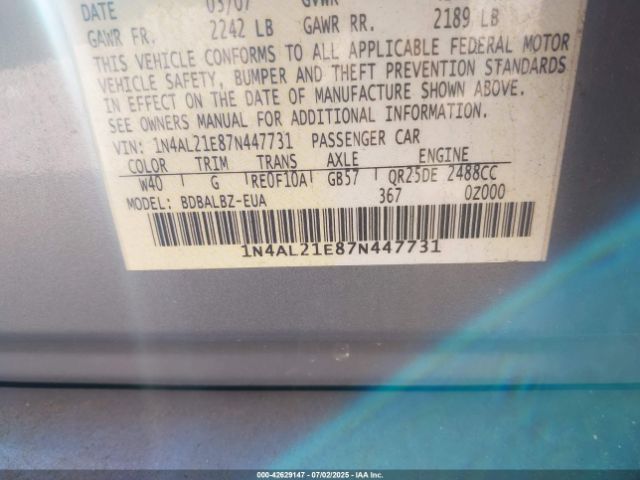 DATE 03/07 GVWR
GAWR FR. 2242 LB GAWR RR. 2189 LB
THIS VEHICLE CONFORMS TO ALL APPLICABLE FEDERAL MOTOR
VEHICLE SAFETY, BUMPER AND THEFT PREVENTION STANDARDS
IN EFFECT ON THE DATE OF MANUFACTURE SHOWN ABOVE.
SEE OWNERS MANUAL FOR ADDITIONAL INFORMATION.
VIN: 1N4AL21E87N447731 PASSENGER CAR
COLOR TRIM TRANS AXLE ENGINE
W40 G RE0F10A GB57 QR25DE 2488CC
MODEL: BDBALBZ-EUA 367 0Z000
1N4AL21E87N447731
000-42629147 - 07/02/2025 - IAAI, Inc.